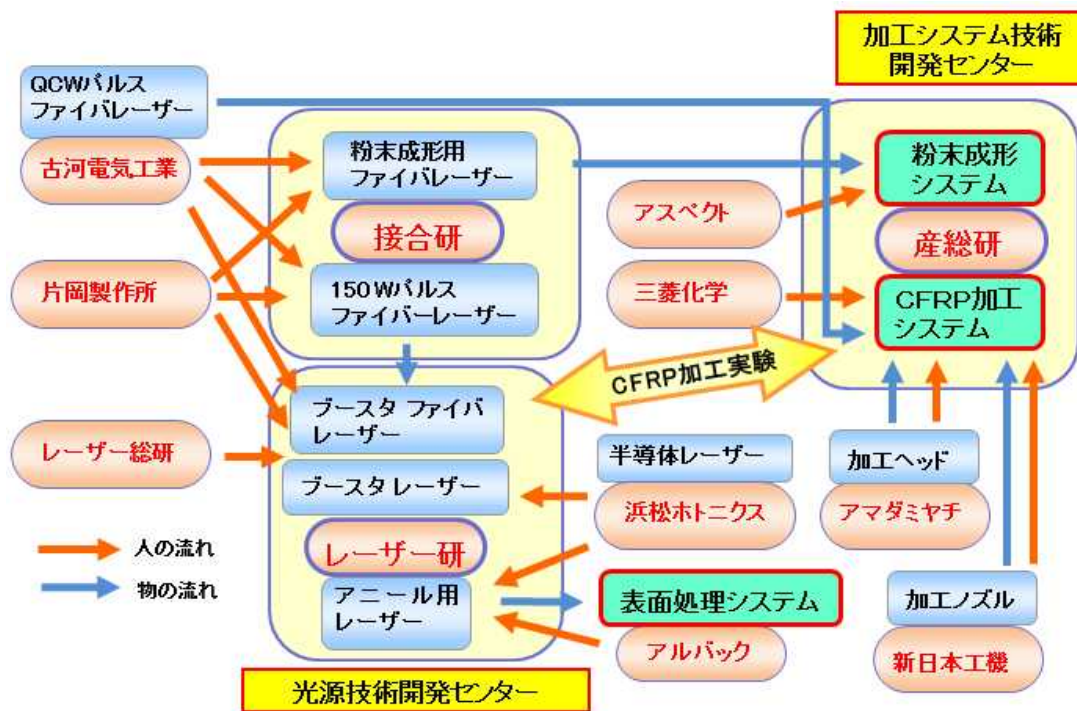 加工システム技術
開発センター
QCWパルス
ファイバレーザー
古河電気工業
片岡製作所
レーザー総研
粉末成形用
ファイバレーザー
接合研
150Wパルス
ファイバーレーザー
アスペクト
三菱化学
粉末成形
システム
産総研
CFRP加工
システム
CFRP加工実験
ブースタ ファイバ
レーザー
ブースタ レーザー
レーザー研
アニール用
レーザー
半導体レーザー
浜松ホトニクス
加工ヘッド
アマダミヤチ
表面処理システム
アルバック
加工ノズル
新日本工機
人の流れ
物の流れ
光源技術開発センター